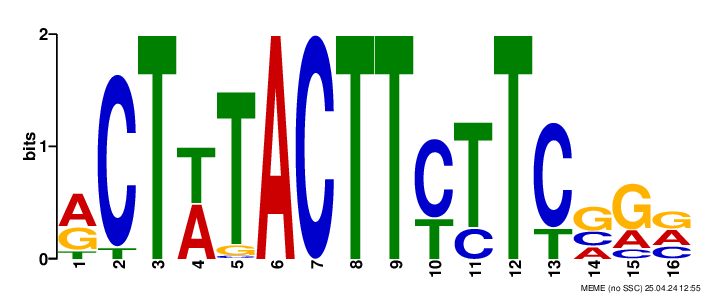 2
1
0
bits
A C T T T A C T T C T T C G G G
G T A G T C T C A A
T C A C C
1 2 3 4 5 6 7 8 9 10 11 12 13 14 15 16
MEME (no SSC) 25.04.24 12:55